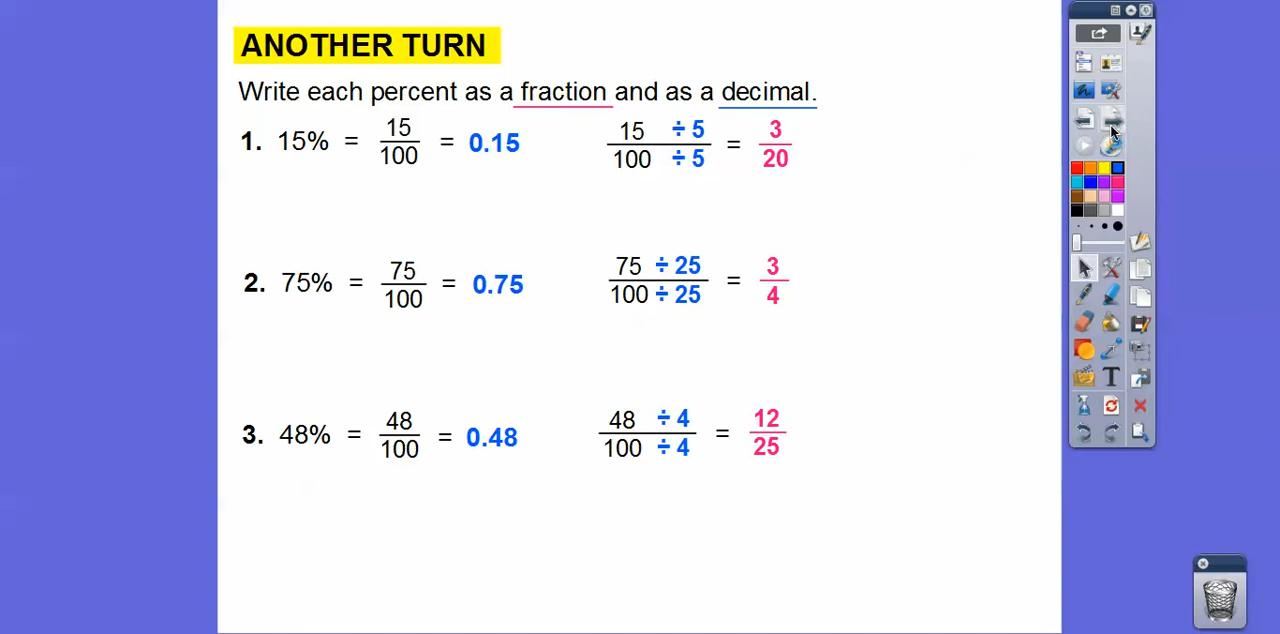 ANOTHER TURN
Write each percent as a fraction and as a decimal.
1. 15% = 15/100 = 0.15 15 ÷ 5 / 100 ÷ 5 = 3/20
2. 75% = 75/100 = 0.75 75 ÷ 25 / 100 ÷ 25 = 3/4
3. 48% = 48/100 = 0.48 48 ÷ 4 / 100 ÷ 4 = 12/25
T